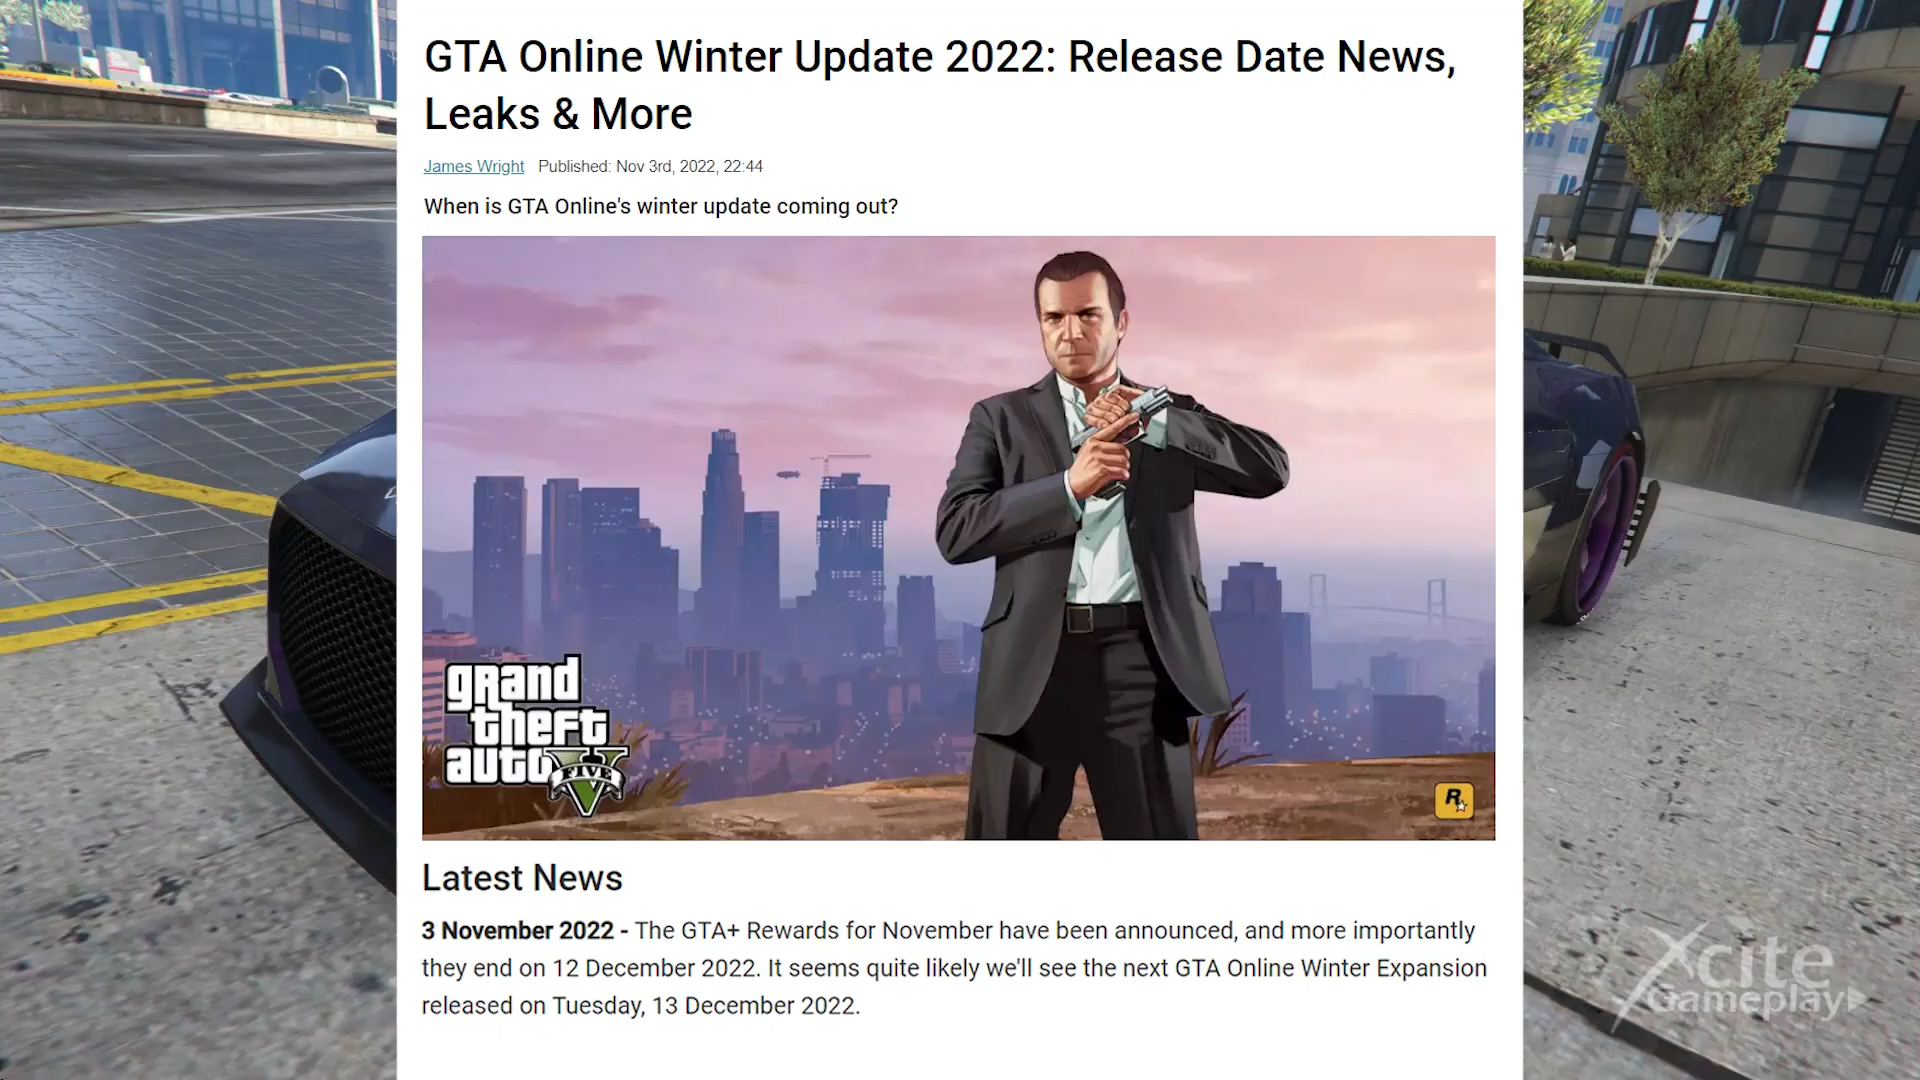 GTA Online Winter Update 2022: Release Date News,
Leaks & More
James Wright Published: Nov 3rd, 2022, 22:44
When is GTA Online's winter update coming out?
grand
theft
auto
FIVE
V
R
Latest News
3 November 2022 - The GTA+ Rewards for November have been announced, and more importantly
they end on 12 December 2022. It seems quite likely we'll see the next GTA Online Winter Expansion
released on Tuesday, 13 December 2022.
Xcite
Gameplay